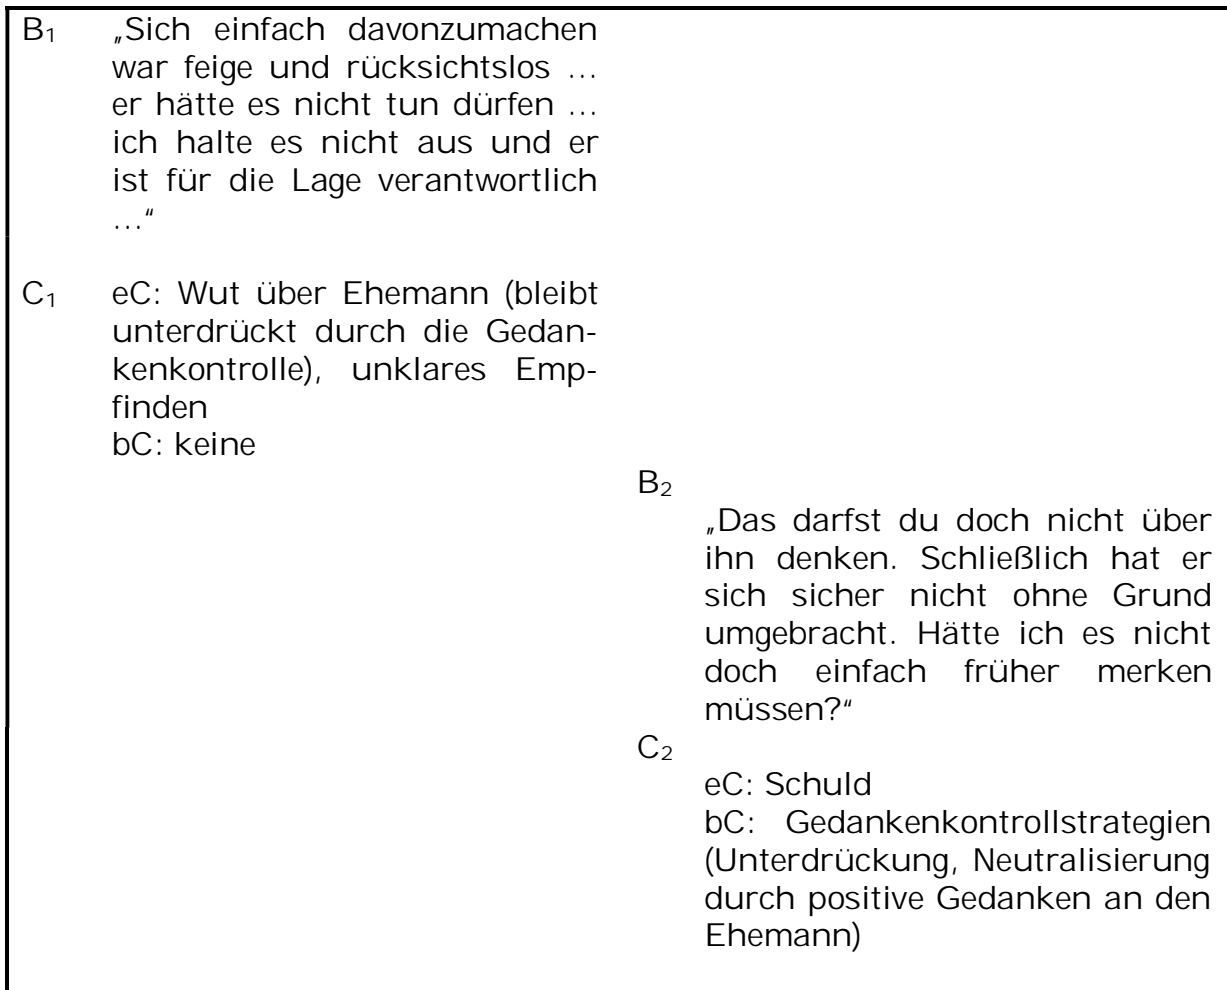 B₁ „Sich einfach davonzumachen
war feige und rücksichtslos …
er hätte es nicht tun dürfen …
ich halte es nicht aus und er
ist für die Lage verantwortlich
…“
C₁ eC: Wut über Ehemann (bleibt
unterdrückt durch die Gedan-
kenkontrolle), unklares Emp-
finden
bC: keine
B₂
„Das darfst du doch nicht über
ihn denken. Schließlich hat er
sich sicher nicht ohne Grund
umgebracht. Hätte ich es nicht
doch einfach früher merken
müssen?“
C₂
eC: Schuld
bC: Gedankenkontrollstrategien
(Unterdrückung, Neutralisierung
durch positive Gedanken an den
Ehemann)